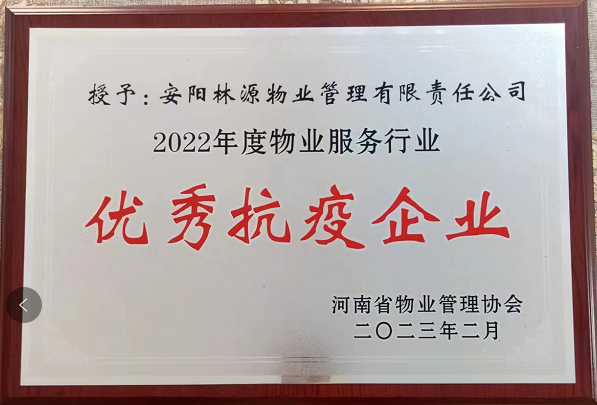 授予：安阳林源物业管理有限责任公司
2022年度物业服务行业
优秀抗疫企业
河南省物业管理协会
二〇二三年二月